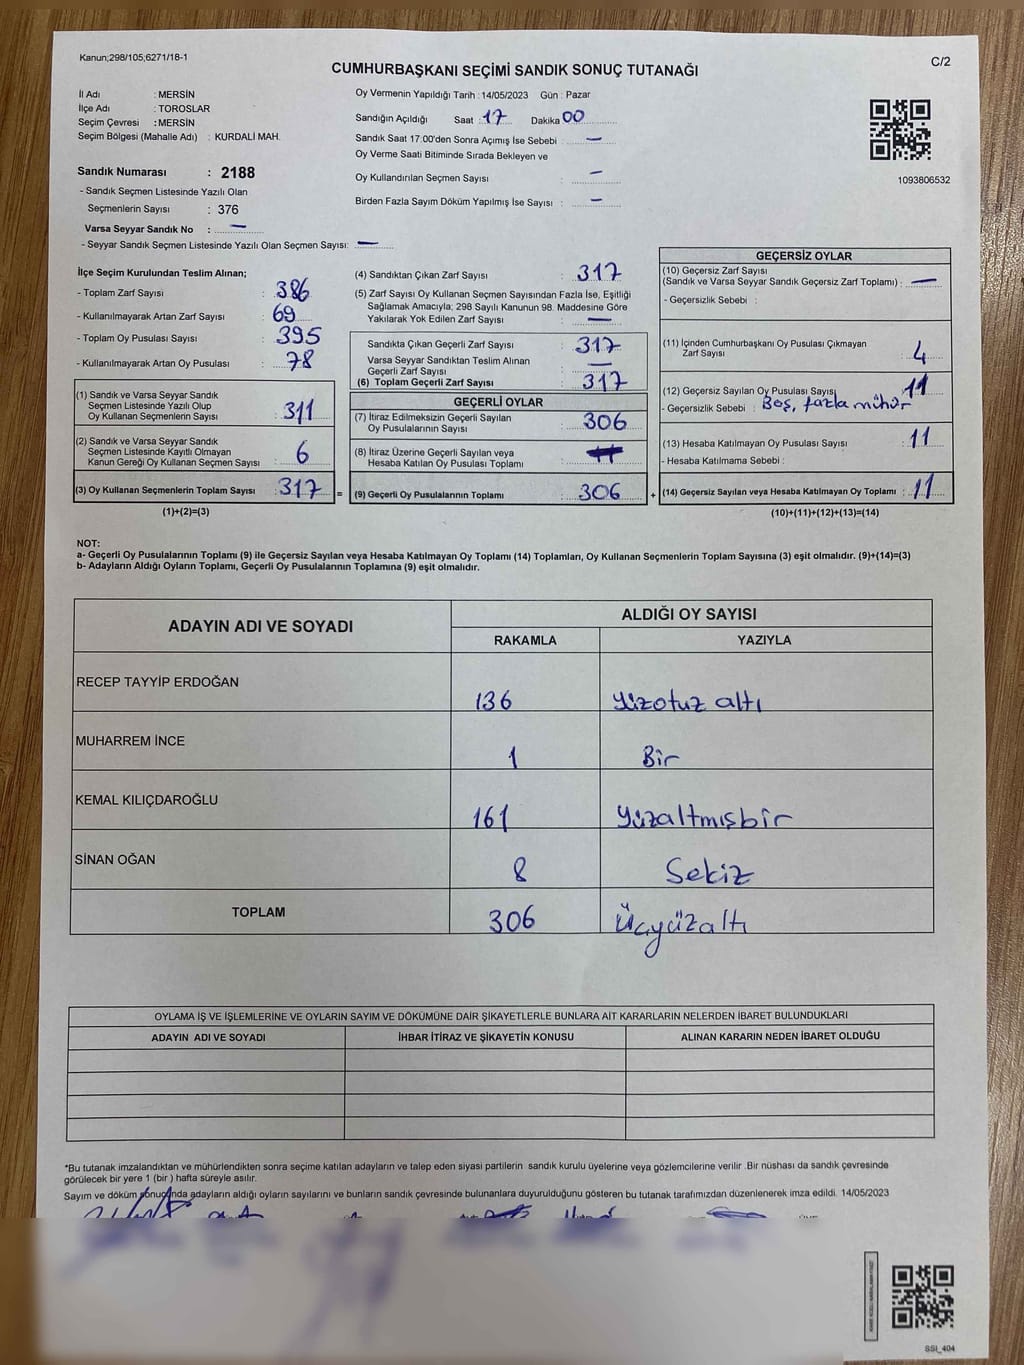 Kanun;298/105;6271/18-1
C/2
CUMHURBAŞKANI SEÇİMİ SANDIK SONUÇ TUTANAĞI
İl Adı : MERSİN
İlçe Adı : TOROSLAR
Seçim Çevresi : MERSİN
Seçim Bölgesi (Mahalle Adı) : KURDALİ MAH.
Sandık Numarası : 2188
- Sandık Seçmen Listesinde Yazılı Olan
Seçmenlerin Sayısı : 376
Varsa Seyyar Sandık No : —
- Seyyar Sandık Seçmen Listesinde Yazılı Olan Seçmen Sayısı: —
Oy Vermenin Yapıldığı Tarih : 14/05/2023 Gün : Pazar
Sandığın Açıldığı Saat : 17 Dakika 00
Sandık Saat 17.00'den Sonra Açımış İse Sebebi : —
Oy Verme Saati Bitiminde Sırada Bekleyen ve
Oy Kullandırılan Seçmen Sayısı : —
Birden Fazla Sayım Döküm Yapılmış İse Sayısı : —
1093806532
İlçe Seçim Kurulundan Teslim Alınan;
- Toplam Zarf Sayısı : 386
- Kullanılmayarak Artan Zarf Sayısı : 69
- Toplam Oy Pusulası Sayısı : 395
- Kullanılmayarak Artan Oy Pusulası : 78
(1) Sandık ve Varsa Seyyar Sandık
Seçmen Listesinde Yazılı Olup
Oy Kullanan Seçmenlerin Sayısı : 311
(2) Sandık ve Varsa Seyyar Sandık
Seçmen Listesinde Kayıtlı Olmayan
Kanun Gereği Oy Kullanan Seçmen Sayısı : 6
(3) Oy Kullanan Seçmenlerin Toplam Sayısı : 317 =
(1)+(2)=(3)
(4) Sandıktan Çıkan Zarf Sayısı : 317
(5) Zarf Sayısı Oy Kullanan Seçmen Sayısından Fazla İse, Eşitliği
Sağlamak Amacıyla; 298 Sayılı Kanunun 98. Maddesine Göre
Yakılarak Yok Edilen Zarf Sayısı : —
Sandıkta Çıkan Geçerli Zarf Sayısı : 317
Varsa Seyyar Sandıktan Teslim Alınan
Geçerli Zarf Sayısı : —
(6) Toplam Geçerli Zarf Sayısı : 317
GEÇERLİ OYLAR
(7) İtiraz Edilmeksizin Geçerli Sayılan
Oy Pusulalarının Sayısı : 306
(8) İtiraz Üzerine Geçerli Sayılan veya
Hesaba Katılan Oy Pusulası Toplamı :
(9) Geçerli Oy Pusulalarının Toplamı : 306 +
GEÇERSİZ OYLAR
(10) Geçersiz Zarf Sayısı
(Sandık ve Varsa Seyyar Sandık Geçersiz Zarf Toplamı) : —
- Geçersizlik Sebebi :
(11) İçinden Cumhurbaşkanı Oy Pusulası Çıkmayan
Zarf Sayısı : 4
(12) Geçersiz Sayılan Oy Pusulası Sayısı : 11
- Geçersizlik Sebebi : Boş, fazla mühür
(13) Hesaba Katılmayan Oy Pusulası Sayısı : 11
- Hesaba Katılmama Sebebi :
(14) Geçersiz Sayılan veya Hesaba Katılmayan Oy Toplamı : 11
(10)+(11)+(12)+(13)=(14)
NOT:
a- Geçerli Oy Pusulalarının Toplamı (9) ile Geçersiz Sayılan veya Hesaba Katılmayan Oy Toplamı (14) Toplamları, Oy Kullanan Seçmenlerin Toplam Sayısına (3) eşit olmalıdır. (9)+(14)=(3)
b- Adayların Aldığı Oyların Toplamı, Geçerli Oy Pusulalarının Toplamına (9) eşit olmalıdır.
ADAYIN ADI VE SOYADI
ALDIĞI OY SAYISI
RAKAMLA YAZIYLA
RECEP TAYYİP ERDOĞAN 136 yüzotuz altı
MUHARREM İNCE 1 Bir
KEMAL KILIÇDAROĞLU 161 yüzaltmışbir
SİNAN OĞAN 8 Sekiz
TOPLAM 306 Üçyüzaltı
OYLAMA İŞ VE İŞLEMLERİNE VE OYLARIN SAYIM VE DÖKÜMÜNE DAİR ŞİKAYETLERLE BUNLARA AİT KARARLARIN NELERDEN İBARET BULUNDUKLARI
ADAYIN ADI VE SOYADI İHBAR İTİRAZ VE ŞİKAYETİN KONUSU ALINAN KARARIN NEDEN İBARET OLDUĞU
*Bu tutanak imzalandıktan ve mühürlendikten sonra seçime katılan adayların ve talep eden siyasi partilerin sandık kurulu üyelerine veya gözlemcilerine verilir .Bir nüshası da sandık çevresinde
görülecek bir yere 1 (bir ) hafta süreyle asılır.
Sayım ve döküm sonucunda adayların aldığı oyların sayılarını ve bunların sandık çevresinde bulunanlara duyurulduğunu gösteren bu tutanak tarafımızdan düzenlenerek imza edildi. 14/05/2023
SSI_404